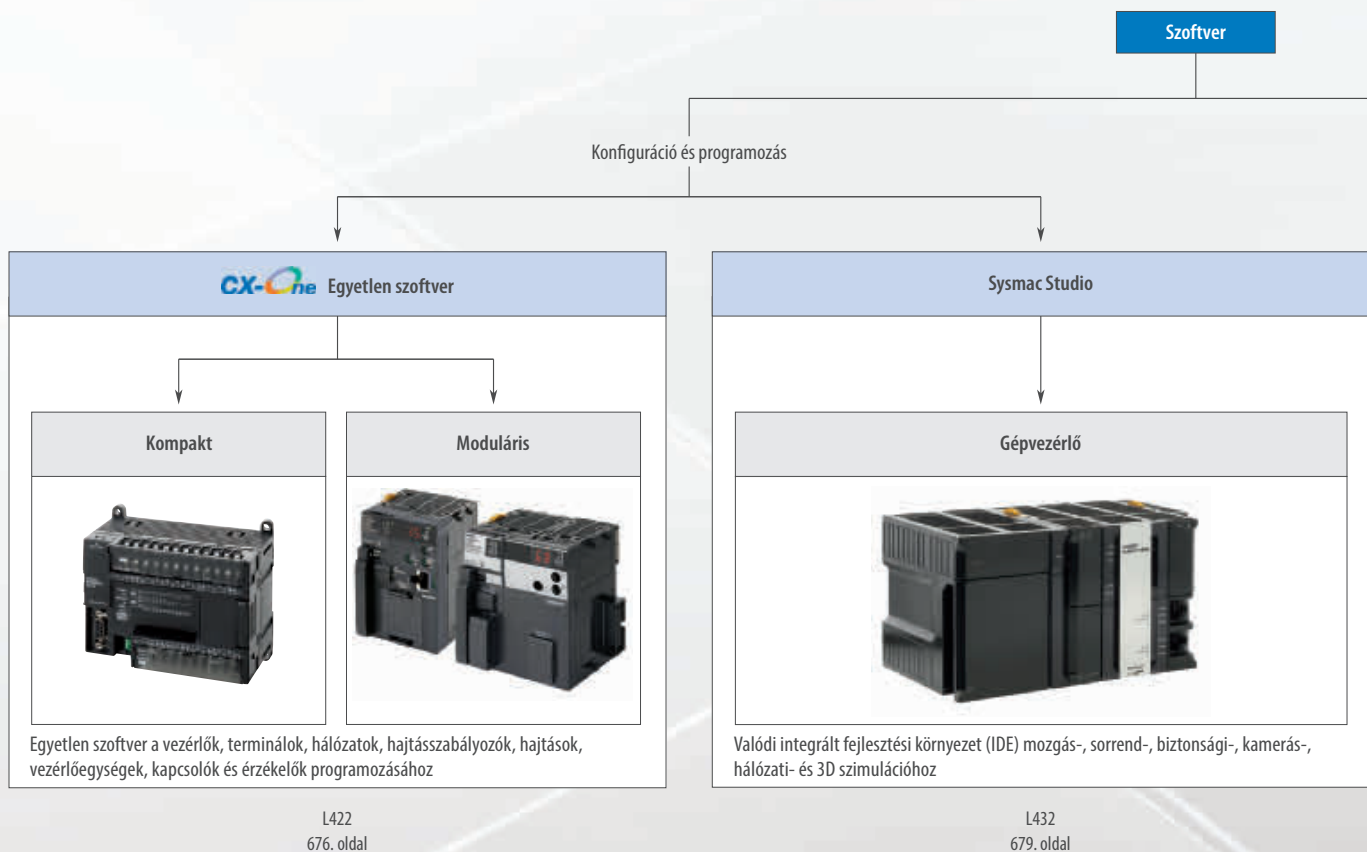 Szoftver
Konfiguráció és programozás
CX-One Egyetlen szoftver
Kompakt
Moduláris
Egyetlen szoftver a vezérlők, terminálok, hálózatok, hajtásszabályozók, hajtások,
vezérlőegységek, kapcsolók és érzékelők programozásához
L422
676. oldal
Sysmac Studio
Gépvezérlő
Valódi integrált fejlesztési környezet (IDE) mozgás-, sorrend-, biztonsági-, kamerás-,
hálózati- és 3D szimulációhoz
L432
679. oldal